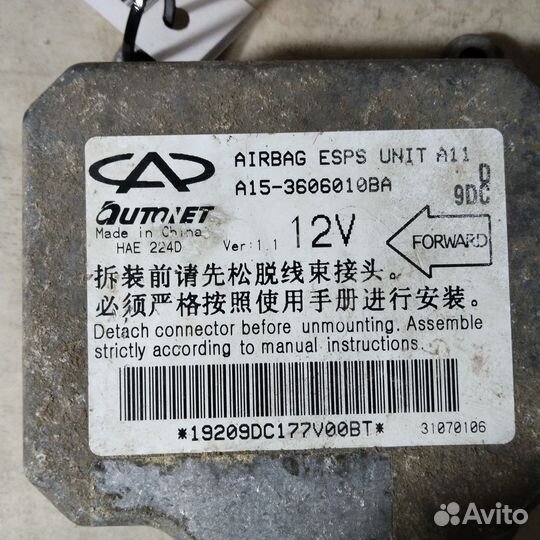 AIRBAG ESPS UNIT A11
A15-3606010BA
D
9DC
AUTONET
Made in China
HAE 224D
Ver:1.1
12V
FORWARD
拆装前请先松脱线束接头。
必须严格按照使用手册进行安装。
Detach connector before unmounting. Assemble
strictly according to manual instructions.
*19209DC177V00BT*
31070106
Avito